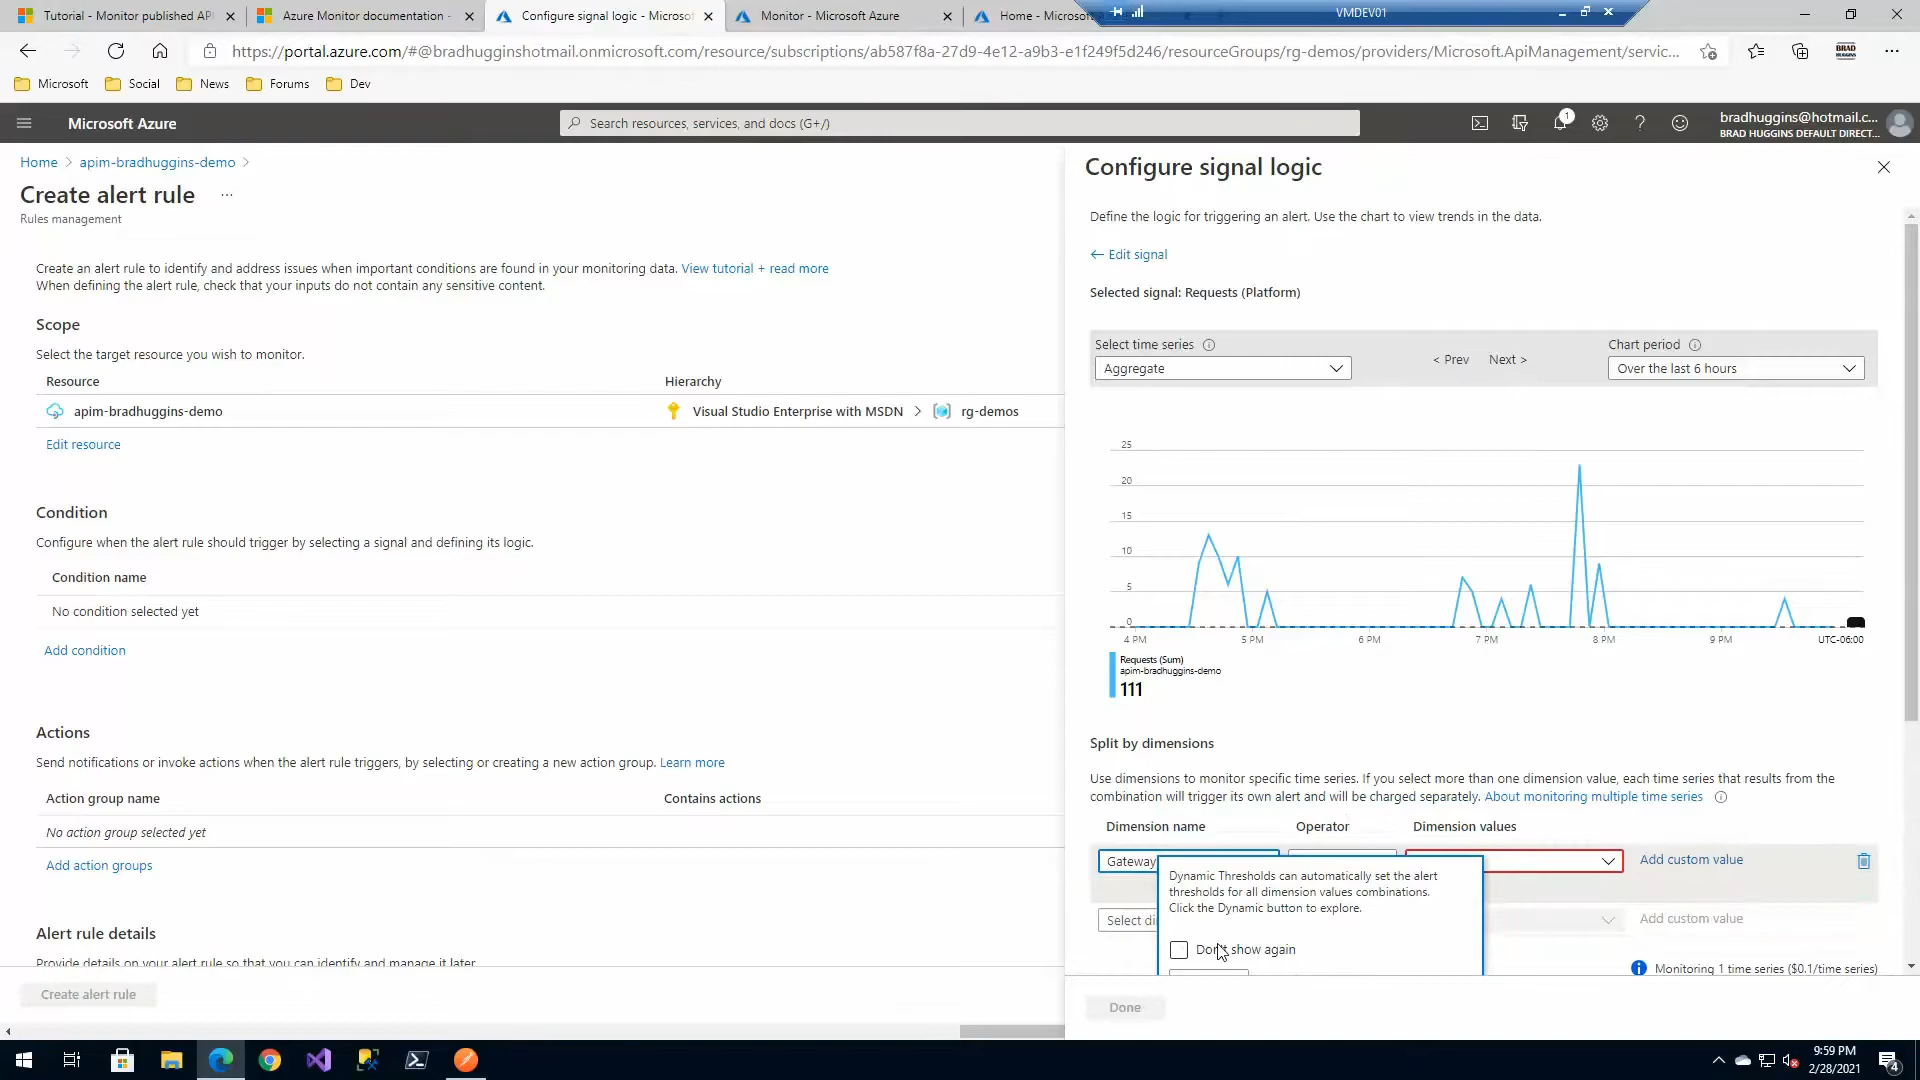 VMDEV01
Tutorial - Monitor published AP
Azure Monitor documentation -
Configure signal logic - Microso
Monitor - Microsoft Azure
Home - Microso
https://portal.azure.com/#@bradhugginshotmail.onmicrosoft.com/resource/subscriptions/ab587f8a-27d9-4e12-a9b3-e1f249f5d246/resourceGroups/rg-demos/providers/Microsoft.ApiManagement/servic...
BRAD
HUGGINS
Microsoft
Social
News
Forums
Dev
Microsoft Azure
Search resources, services, and docs (G+/)
1
bradhuggins@hotmail.c...
BRAD HUGGINS DEFAULT DIRECT...
Home > apim-bradhuggins-demo >
Create alert rule ...
Rules management
Create an alert rule to identify and address issues when important conditions are found in your monitoring data. View tutorial + read more
When defining the alert rule, check that your inputs do not contain any sensitive content.
Scope
Select the target resource you wish to monitor.
Resource
Hierarchy
apim-bradhuggins-demo
Visual Studio Enterprise with MSDN > rg-demos
Edit resource
Condition
Configure when the alert rule should trigger by selecting a signal and defining its logic.
Condition name
No condition selected yet
Add condition
Actions
Send notifications or invoke actions when the alert rule triggers, by selecting or creating a new action group. Learn more
Action group name
Contains actions
No action group selected yet
Add action groups
Alert rule details
Provide details on your alert rule so that you can identify and manage it later.
Create alert rule
Configure signal logic
Define the logic for triggering an alert. Use the chart to view trends in the data.
← Edit signal
Selected signal: Requests (Platform)
Select time series
Aggregate
< Prev
Next >
Chart period
Over the last 6 hours
25
20
15
10
5
0
4 PM
5 PM
6 PM
7 PM
8 PM
9 PM
UTC-06:00
Requests (Sum)
apim-bradhuggins-demo
111
Split by dimensions
Use dimensions to monitor specific time series. If you select more than one dimension value, each time series that results from the
combination will trigger its own alert and will be charged separately. About monitoring multiple time series
Dimension name
Operator
Dimension values
Gateway
Add custom value
Dynamic Thresholds can automatically set the alert
thresholds for all dimension values combinations.
Click the Dynamic button to explore.
Don't show again
Select di
Add custom value
Monitoring 1 time series ($0.1/time series)
Done
9:59 PM
2/28/2021
4